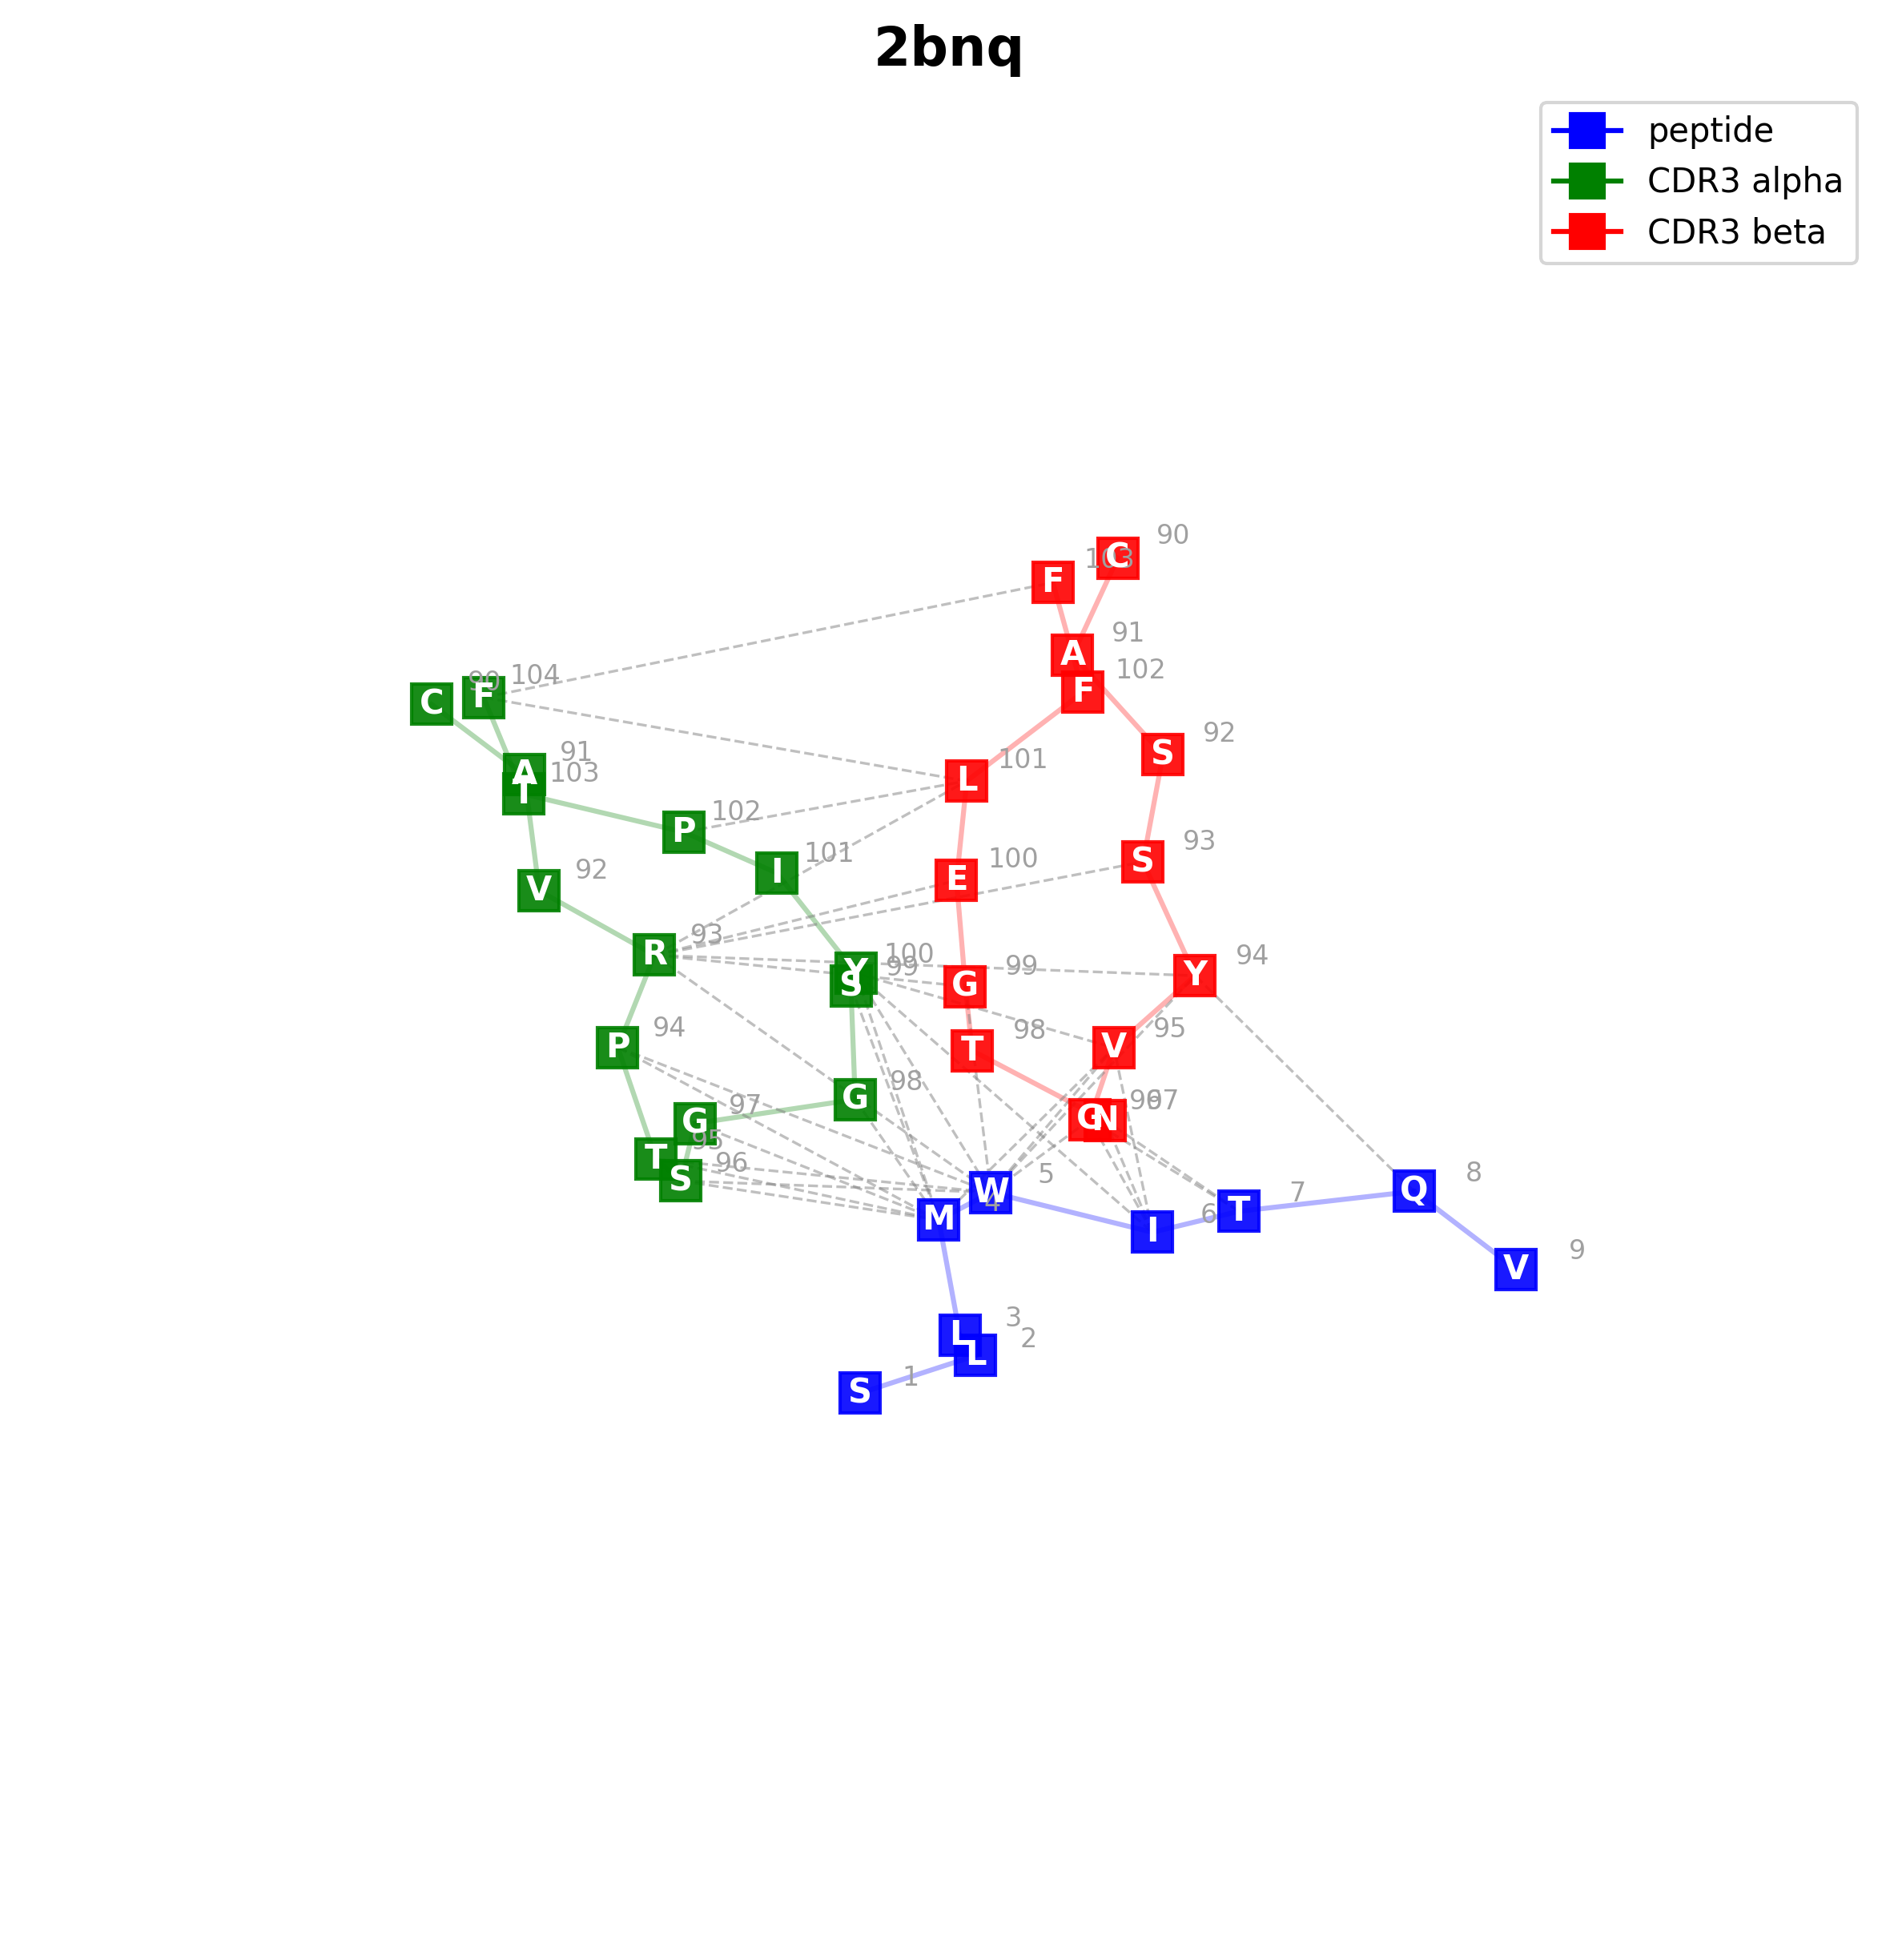 2bnq
peptide
CDR3 alpha
CDR3 beta
C 90
F 103
A 91
F 102
S 92
L 101
S 93
E 100
Y 94
G 99
V 95
T 98
G 96
N 97
C 90
F 104
A 91
T 103
P 102
I 101
V 92
R 93
Y 100
S 99
P 94
G 98
G 97
T 95
S 96
W 5
M 4
I 6
T 7
Q 8
V 9
L 3
L 2
S 1